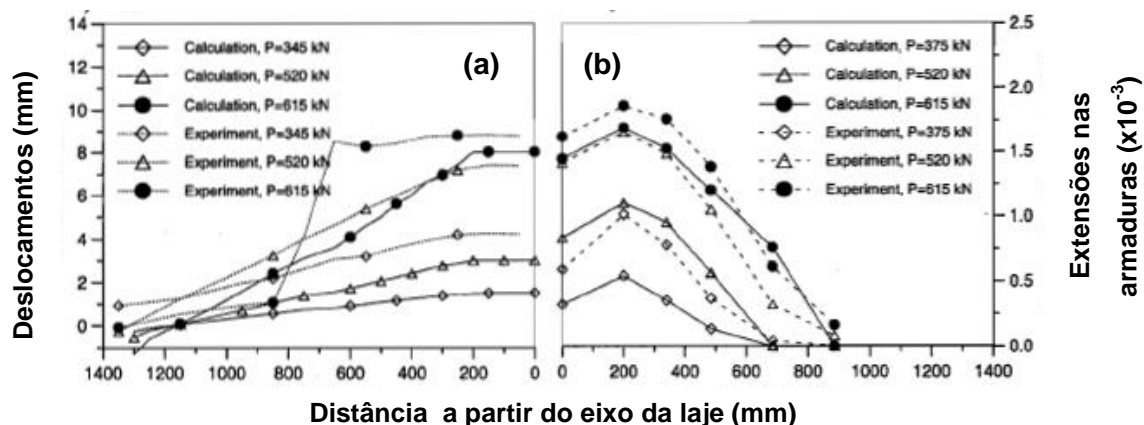 Deslocamentos (mm)
14
12
10
8
6
4
2
0
Calculation, P=345 kN
Calculation, P=520 kN
Calculation, P=615 kN
Experiment, P=345 kN
Experiment, P=520 kN
Experiment, P=615 kN
(a)
1400 1200 1000 800 600 400 200 0
(b)
Calculation, P=375 kN
Calculation, P=520 kN
Calculation, P=615 kN
Experiment, P=375 kN
Experiment, P=520 kN
Experiment, P=615 kN
0 200 400 600 800 1000 1200 1400
2.5
2.0
1.5
1.0
0.5
0.0
Extensões nas
armaduras (x10⁻³)
Distância a partir do eixo da laje (mm)